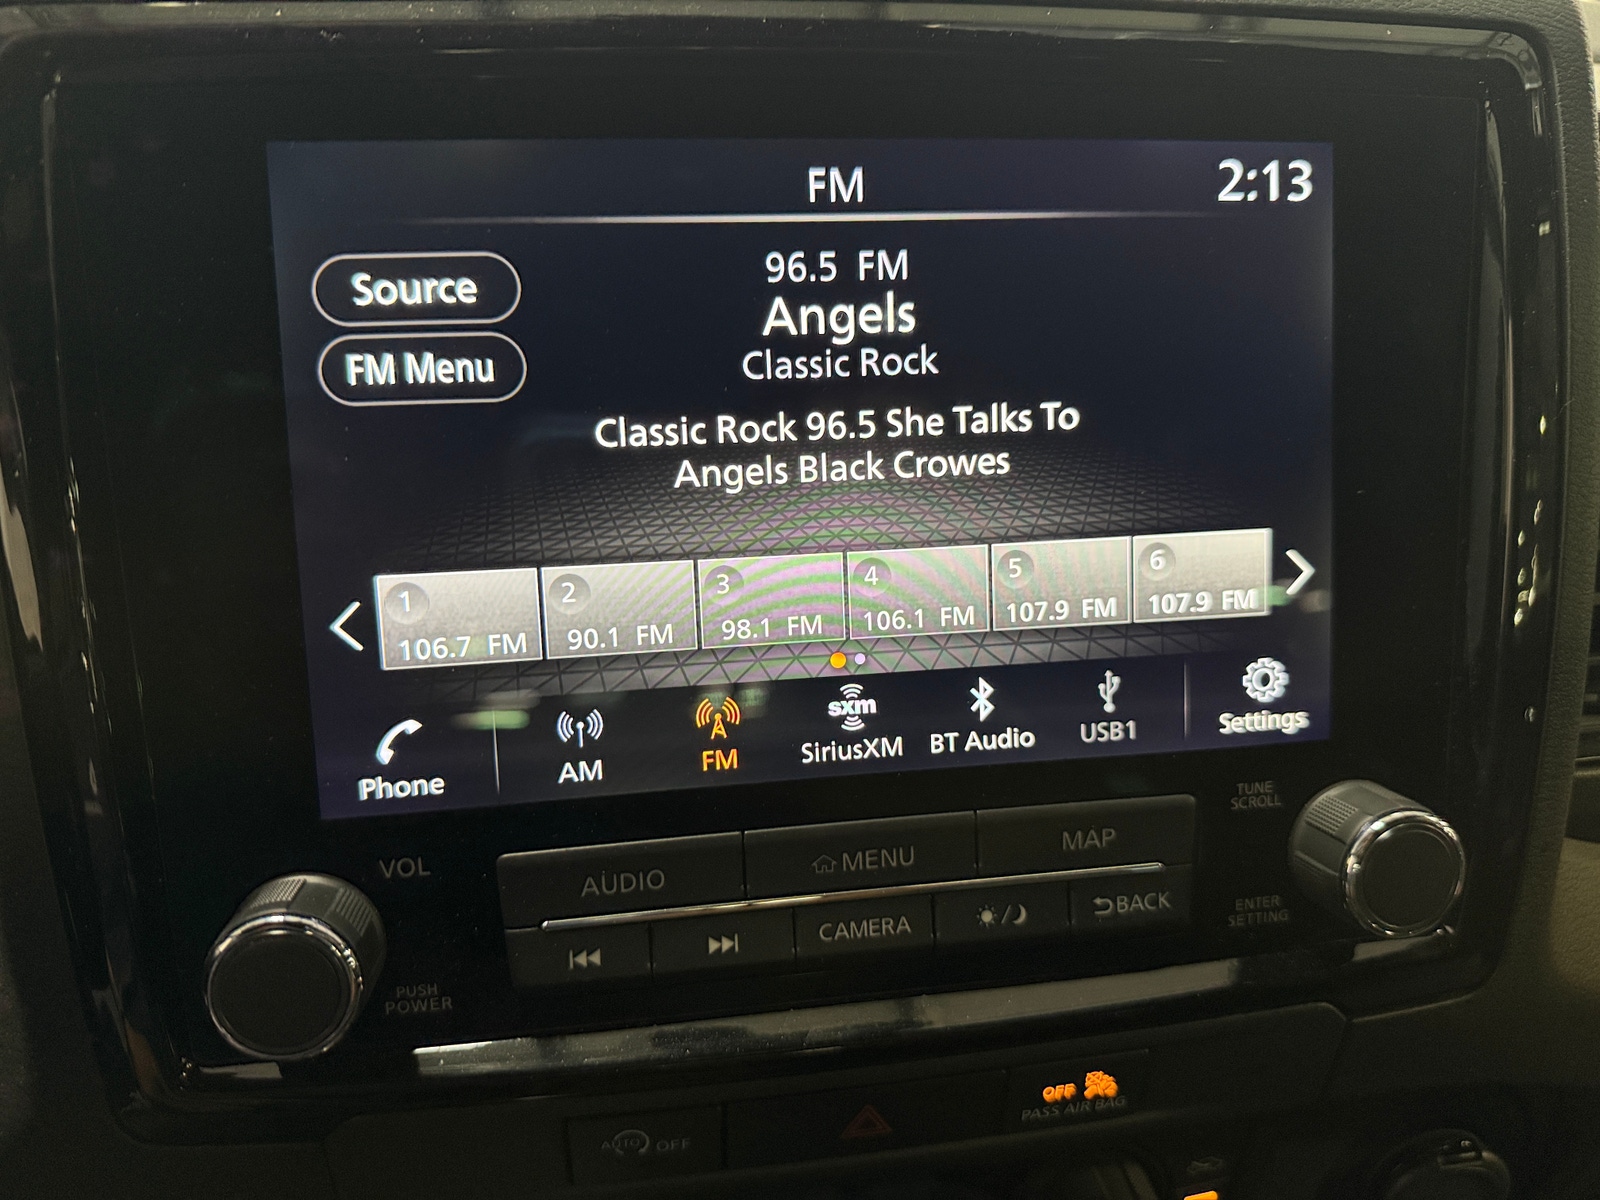 FM
2:13
Source
FM Menu
96.5 FM
Angels
Classic Rock
Classic Rock 96.5 She Talks To
Angels Black Crowes
1
106.7 FM
2
90.1 FM
3
98.1 FM
4
106.1 FM
5
107.9 FM
6
107.9 FM
Phone
AM
FM
sxm
SiriusXM
BT Audio
USB1
Settings
VOL
PUSH
POWER
AUDIO
MENU
MAP
CAMERA
BACK
TUNE
SCROLL
ENTER
SETTING
OFF
PASS AIR BAG
AUTO OFF